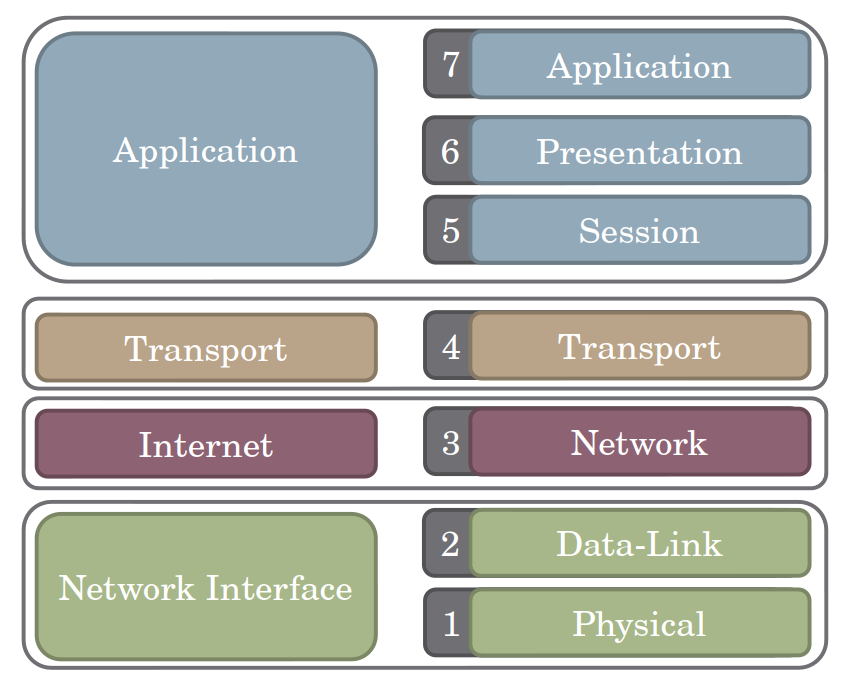 Application
7 Application
6 Presentation
5 Session
Transport
4 Transport
Internet
3 Network
Network Interface
2 Data-Link
1 Physical